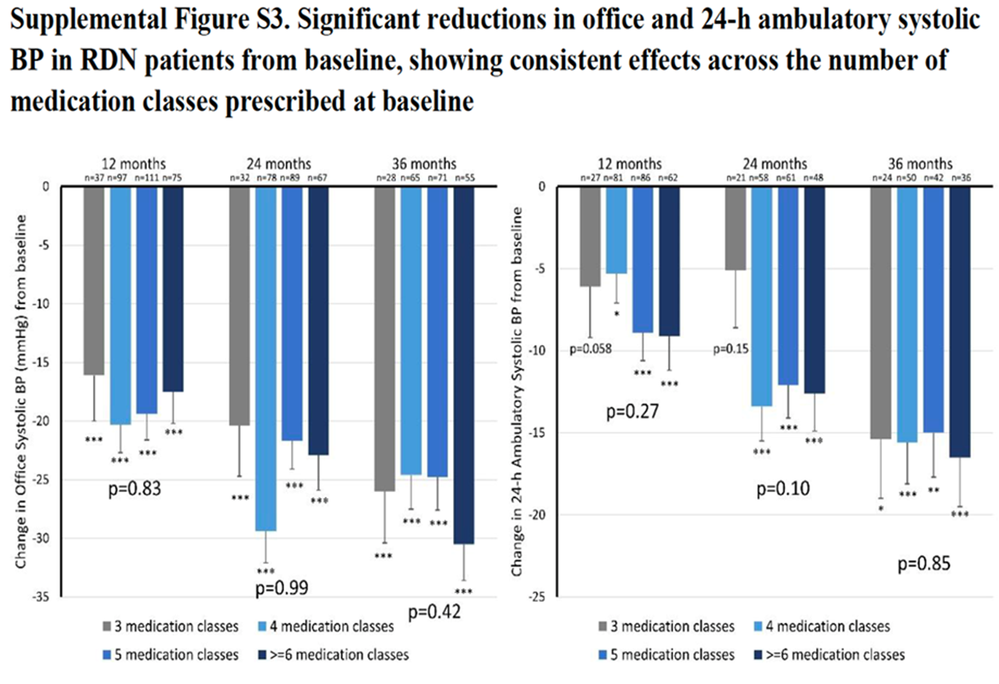 Supplemental Figure S3. Significant reductions in office and 24-h ambulatory systolic
BP in RDN patients from baseline, showing consistent effects across the number of
medication classes prescribed at baseline
12 months
24 months
36 months
n=37 n=97 n=111 n=75
n=32 n=78 n=89 n=67
n=28 n=65 n=71 n=55
Change in Office Systolic BP (mmHg) from baseline
0
-5
-10
-15
-20
-25
-30
-35
***
***
***
***
p=0.83
***
***
***
***
p=0.99
***
***
***
***
p=0.42
3 medication classes
4 medication classes
5 medication classes
>=6 medication classes
12 months
24 months
36 months
n=27 n=81 n=86 n=62
n=21 n=58 n=61 n=48
n=24 n=50 n=42 n=36
Change in 24-h Ambulatory Systolic BP from baseline
0
-5
-10
-15
-20
-25
p=0.058
*
***
***
p=0.27
p=0.15
***
***
***
p=0.10
*
***
**
***
p=0.85
3 medication classes
4 medication classes
5 medication classes
>=6 medication classes